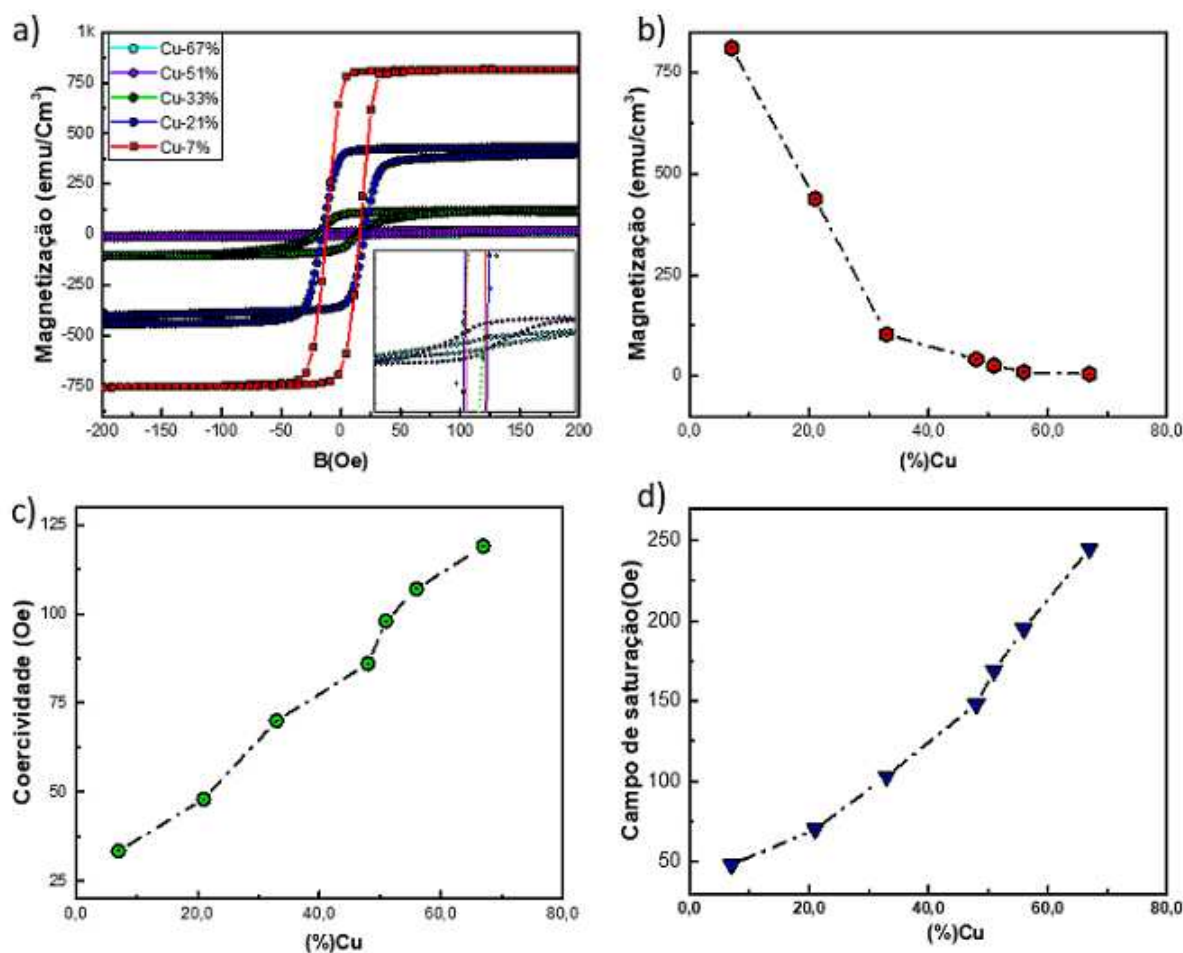 a)
Magnetização (emu/Cm³)
1k
750
500
250
0
-250
-500
-750
Cu-67%
Cu-51%
Cu-33%
Cu-21%
Cu-7%
-200 -150 -100 -50 0 50 100 150 200
B(Oe)
b)
Magnetização (emu/cm³)
750
500
250
0
0,0 20,0 40,0 60,0 80,0
(%)Cu
c)
Coercividade (Oe)
125
100
75
50
25
0,0 20,0 40,0 60,0 80,0
(%)Cu
d)
Campo de saturação(Oe)
250
200
150
100
50
0,0 20,0 40,0 60,0 80,0
(%)Cu